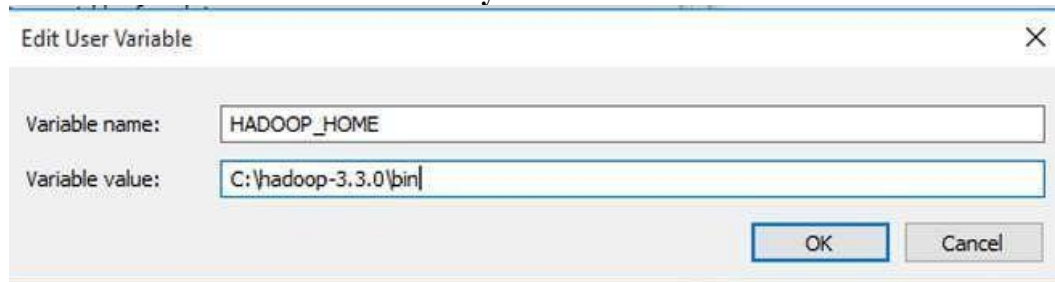 Edit User Variable
Variable name: HADOOP_HOME
Variable value: C:\hadoop-3.3.0\bin
OK Cancel